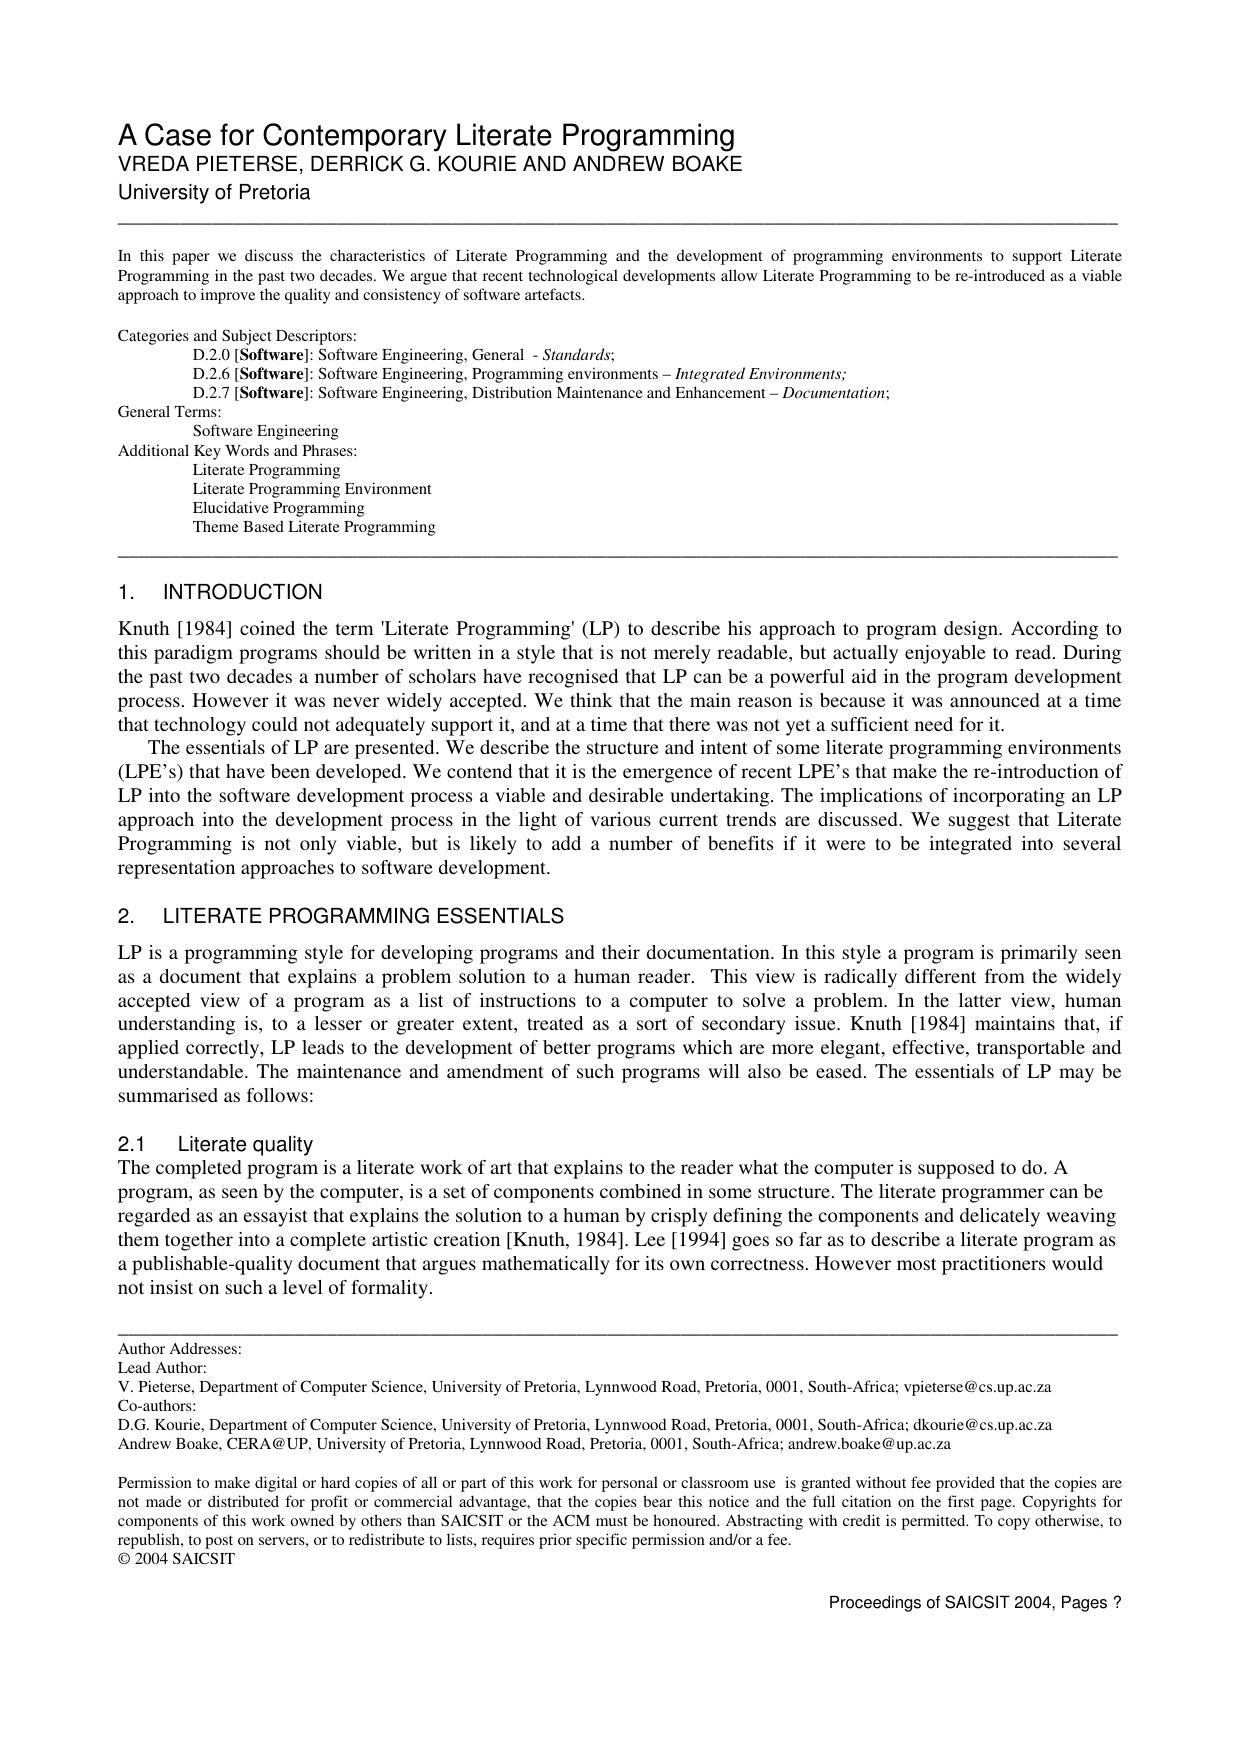 A Case for Contemporary Literate Programming
VREDA PIETERSE, DERRICK G. KOURIE AND ANDREW BOAKE
University of Pretoria
In this paper we discuss the characteristics of Literate Programming and the development of programming environments to support Literate
Programming in the past two decades. We argue that recent technological developments allow Literate Programming to be re-introduced as a viable
approach to improve the quality and consistency of software artefacts.
Categories and Subject Descriptors:
D.2.0 [Software]: Software Engineering, General  - Standards;
D.2.6 [Software]: Software Engineering, Programming environments – Integrated Environments;
D.2.7 [Software]: Software Engineering, Distribution Maintenance and Enhancement – Documentation;
General Terms:
Software Engineering
Additional Key Words and Phrases:
Literate Programming
Literate Programming Environment
Elucidative Programming
Theme Based Literate Programming
1. INTRODUCTION
Knuth [1984] coined the term 'Literate Programming' (LP) to describe his approach to program design. According to
this paradigm programs should be written in a style that is not merely readable, but actually enjoyable to read. During
the past two decades a number of scholars have recognised that LP can be a powerful aid in the program development
process. However it was never widely accepted. We think that the main reason is because it was announced at a time
that technology could not adequately support it, and at a time that there was not yet a sufficient need for it.
The essentials of LP are presented. We describe the structure and intent of some literate programming environments
(LPE’s) that have been developed. We contend that it is the emergence of recent LPE’s that make the re-introduction of
LP into the software development process a viable and desirable undertaking. The implications of incorporating an LP
approach into the development process in the light of various current trends are discussed. We suggest that Literate
Programming is not only viable, but is likely to add a number of benefits if it were to be integrated into several
representation approaches to software development.
2. LITERATE PROGRAMMING ESSENTIALS
LP is a programming style for developing programs and their documentation. In this style a program is primarily seen
as a document that explains a problem solution to a human reader.  This view is radically different from the widely
accepted view of a program as a list of instructions to a computer to solve a problem. In the latter view, human
understanding is, to a lesser or greater extent, treated as a sort of secondary issue. Knuth [1984] maintains that, if
applied correctly, LP leads to the development of better programs which are more elegant, effective, transportable and
understandable. The maintenance and amendment of such programs will also be eased. The essentials of LP may be
summarised as follows:
2.1 Literate quality
The completed program is a literate work of art that explains to the reader what the computer is supposed to do. A
program, as seen by the computer, is a set of components combined in some structure. The literate programmer can be
regarded as an essayist that explains the solution to a human by crisply defining the components and delicately weaving
them together into a complete artistic creation [Knuth, 1984]. Lee [1994] goes so far as to describe a literate program as
a publishable-quality document that argues mathematically for its own correctness. However most practitioners would
not insist on such a level of formality.
Author Addresses:
Lead Author:
V. Pieterse, Department of Computer Science, University of Pretoria, Lynnwood Road, Pretoria, 0001, South-Africa; vpieterse@cs.up.ac.za
Co-authors:
D.G. Kourie, Department of Computer Science, University of Pretoria, Lynnwood Road, Pretoria, 0001, South-Africa; dkourie@cs.up.ac.za
Andrew Boake, CERA@UP, University of Pretoria, Lynnwood Road, Pretoria, 0001, South-Africa; andrew.boake@up.ac.za
Permission to make digital or hard copies of all or part of this work for personal or classroom use  is granted without fee provided that the copies are
not made or distributed for profit or commercial advantage, that the copies bear this notice and the full citation on the first page. Copyrights for
components of this work owned by others than SAICSIT or the ACM must be honoured. Abstracting with credit is permitted. To copy otherwise, to
republish, to post on servers, or to redistribute to lists, requires prior specific permission and/or a fee.
© 2004 SAICSIT
Proceedings of SAICSIT 2004, Pages ?